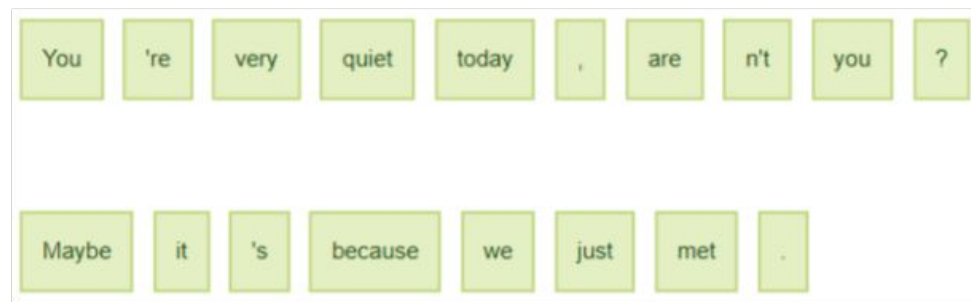 You 're very quiet today , are n't you ?
Maybe it 's because we just met .